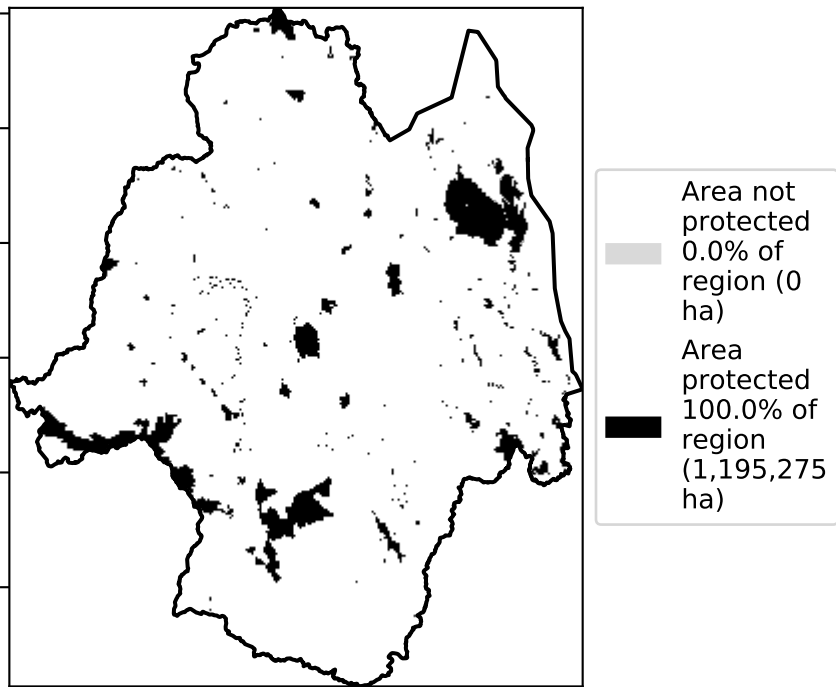 Area not
protected
0.0% of
region (0
ha)
Area
protected
100.0% of
region
(1,195,275
ha)